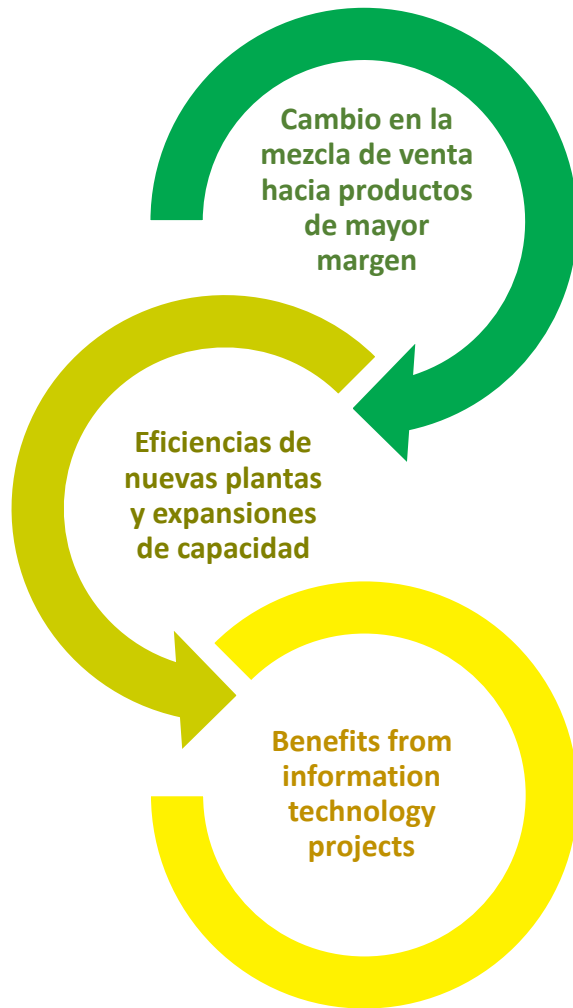 Cambio en la
mezcla de venta
hacia productos
de mayor
margen
Eficiencias de
nuevas plantas
y expansiones
de capacidad
Benefits from
information
technology
projects